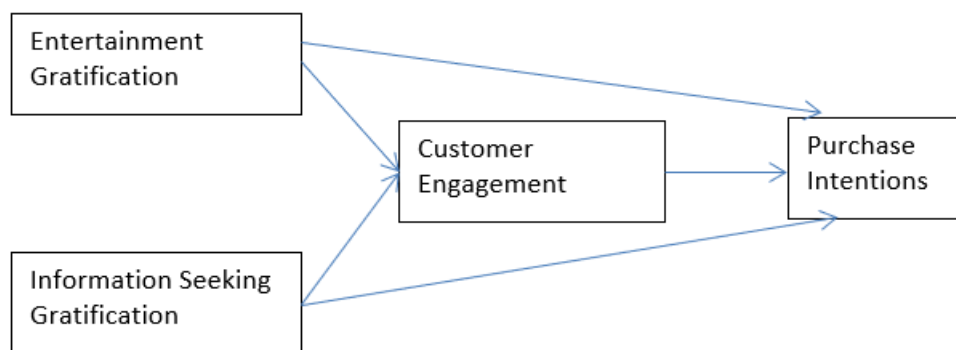 Entertainment
Gratification
Customer
Engagement
Purchase
Intentions
Information Seeking
Gratification